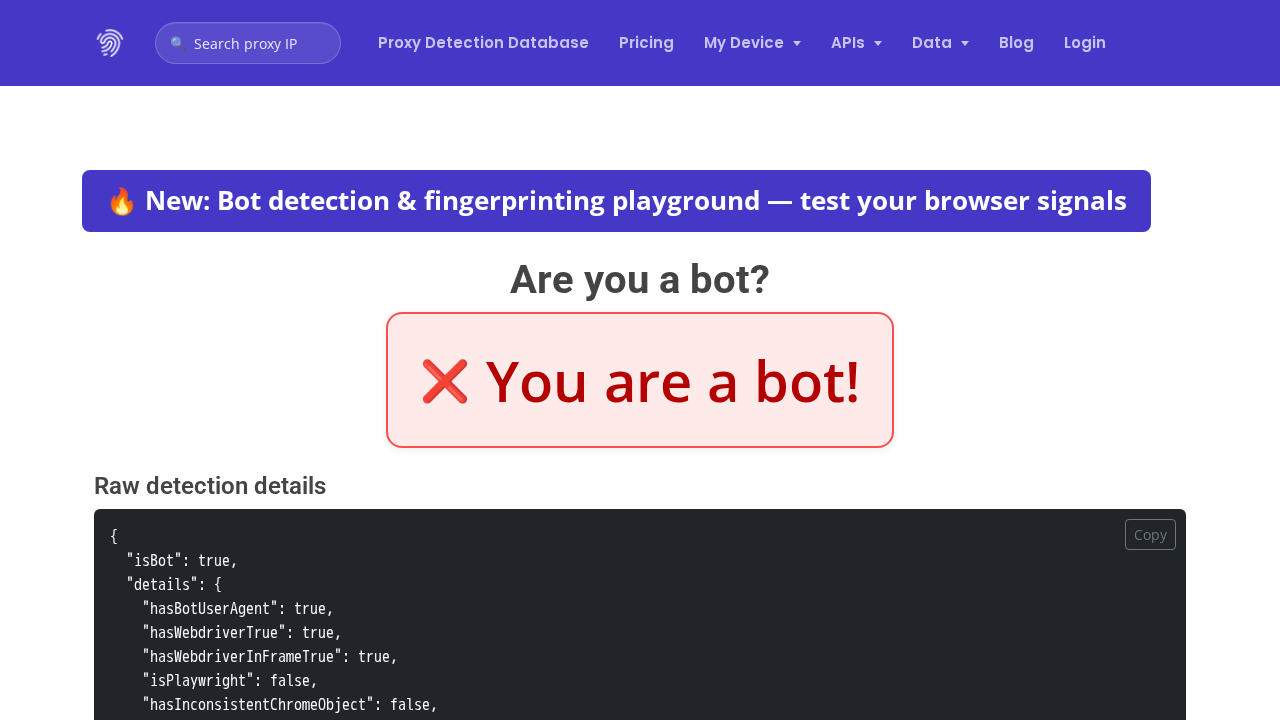 🔍 Search proxy IP
Proxy Detection Database
Pricing
My Device
APIs
Data
Blog
Login
🔥 New: Bot detection & fingerprinting playground — test your browser signals
Are you a bot?
❌ You are a bot!
Raw detection details
Copy
{
  "isBot": true,
  "details": {
    "hasBotUserAgent": true,
    "hasWebdriverTrue": true,
    "hasWebdriverInFrameTrue": true,
    "isPlaywright": false,
    "hasInconsistentChromeObject": false,